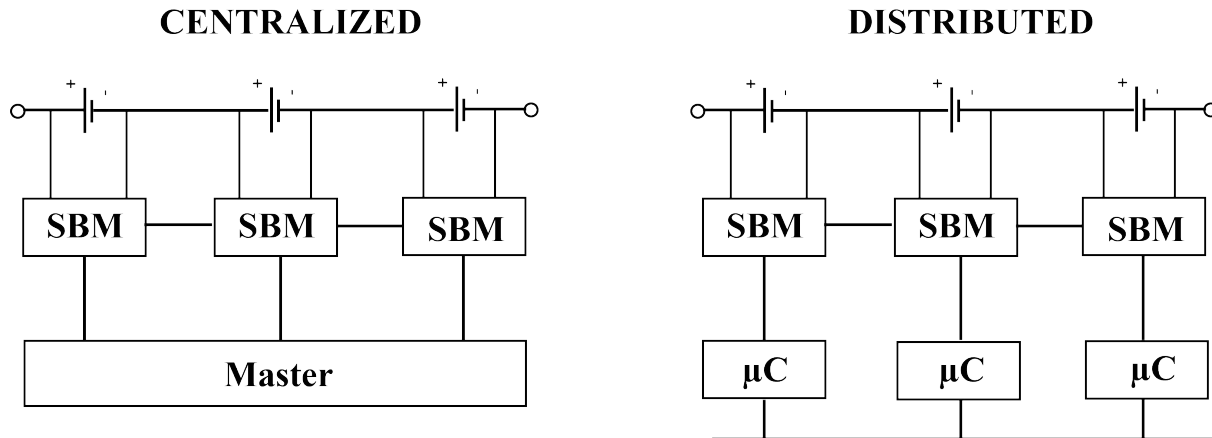 CENTRALIZED
DISTRIBUTED
+ - + - + -
+ - + - + -
SBM SBM SBM
SBM SBM SBM
Master
µC µC µC